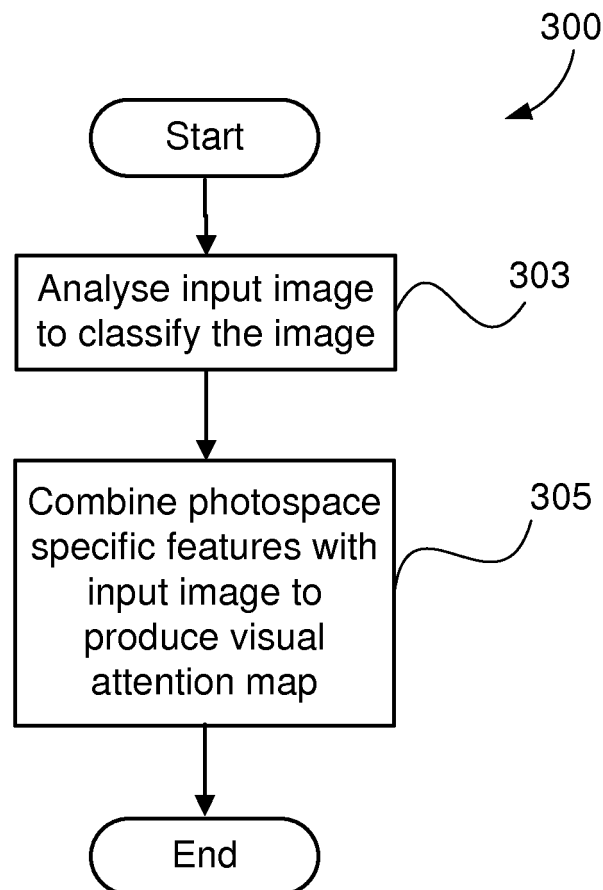 300
Start
Analyse input image
to classify the image
303
Combine photospace
specific features with
input image to
produce visual
attention map
305
End